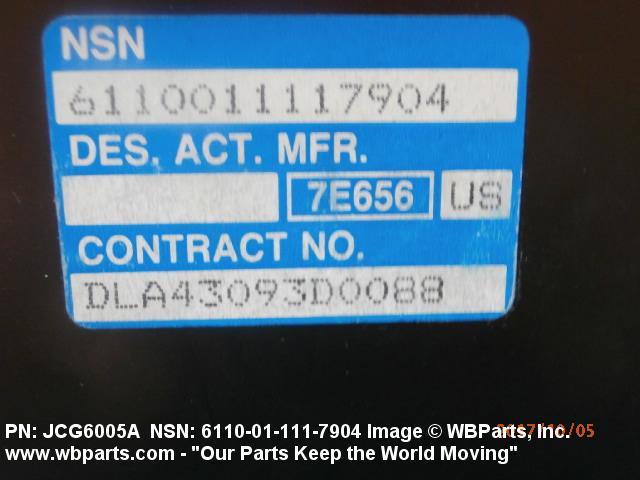 NSN
6110011117904
DES. ACT. MFR.
7E656 US
CONTRACT NO.
DLA43093D0088
PN: JCG6005A NSN: 6110-01-111-7904 Image © WBParts, Inc.
www.wbparts.com - "Our Parts Keep the World Moving"